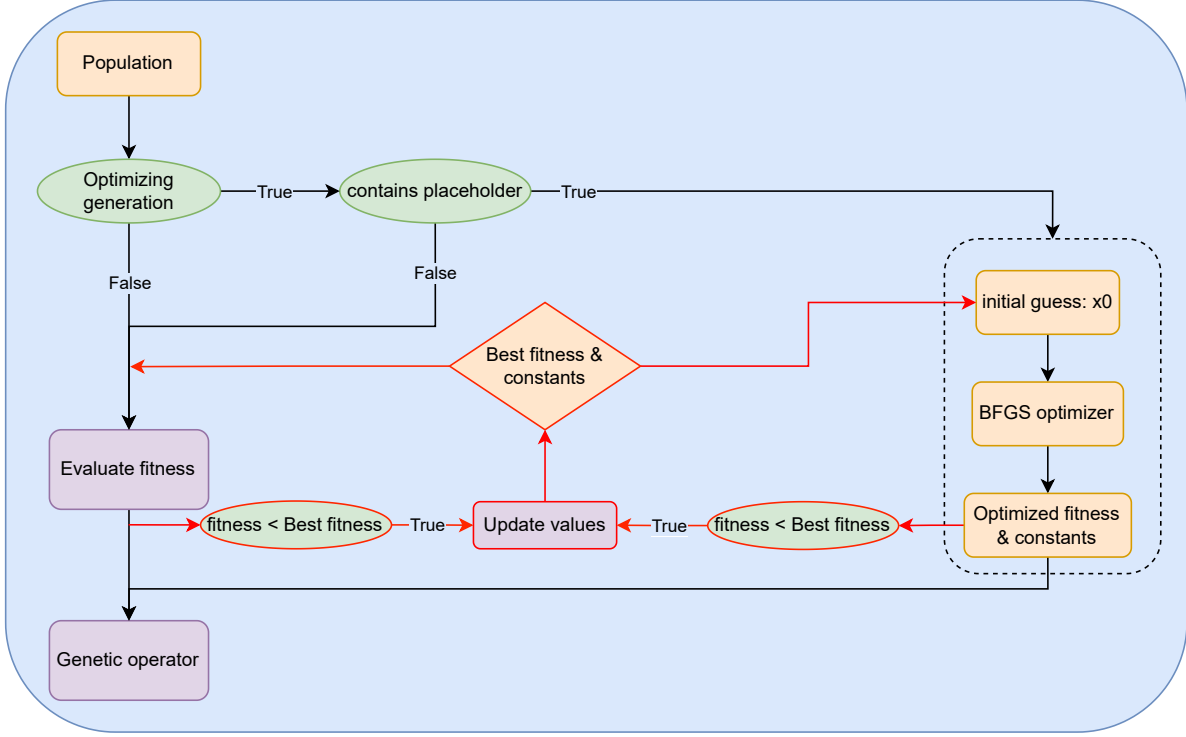 Population
Optimizing
generation
True
contains placeholder
True
False
False
initial guess: x0
Best fitness &
constants
BFGS optimizer
Evaluate fitness
fitness < Best fitness
True
Update values
True
fitness < Best fitness
Optimized fitness
& constants
Genetic operator